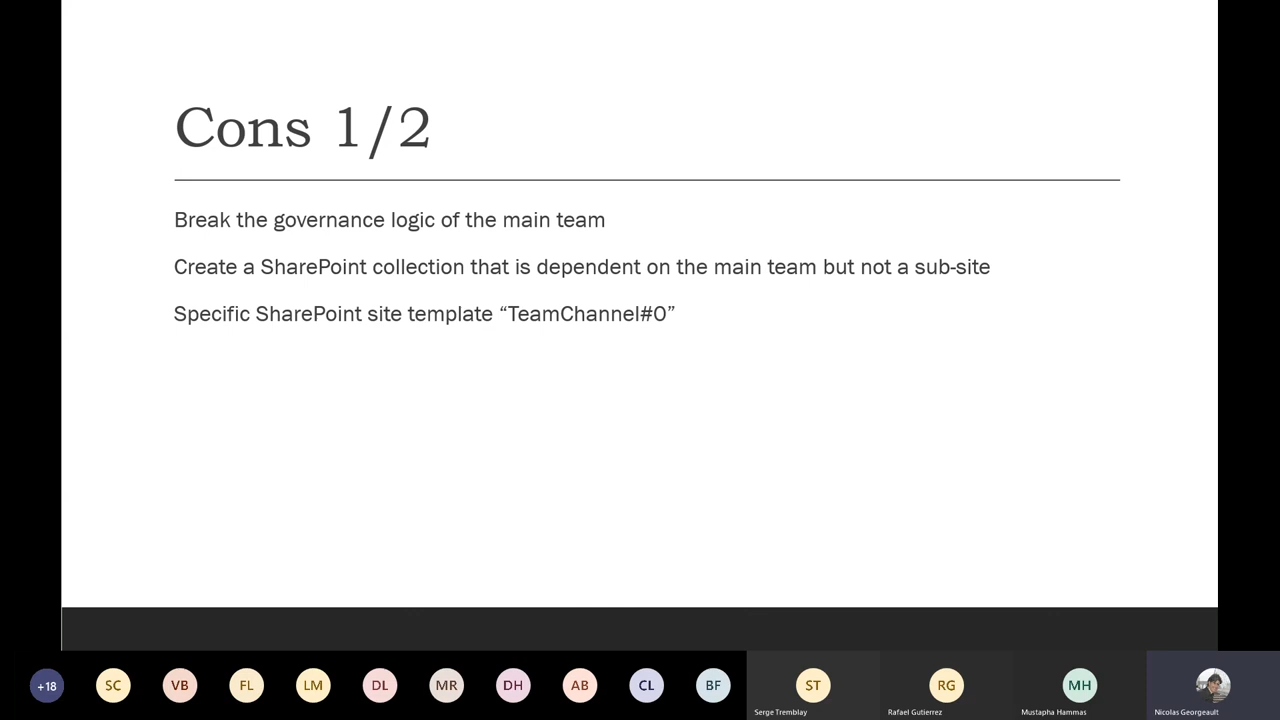 Cons 1/2
Break the governance logic of the main team
Create a SharePoint collection that is dependent on the main team but not a sub-site
Specific SharePoint site template “TeamChannel#0”
+18
SC
VB
FL
LM
DL
MR
DH
AB
CL
BF
ST
RG
MH
Serge Tremblay
Rafael Gutierrez
Mustapha Hammas
Nicolas Georgeault